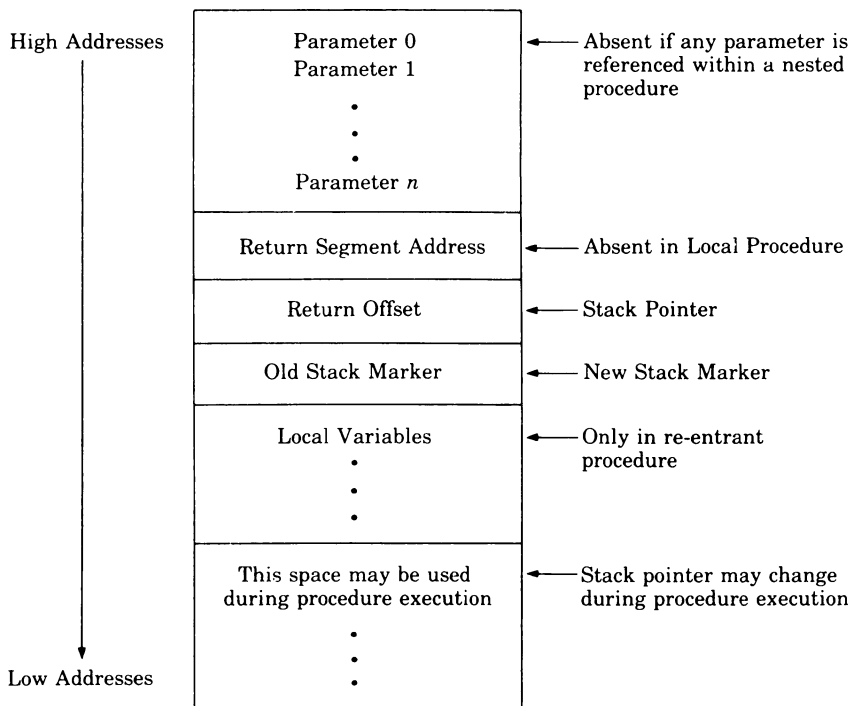 High Addresses
Parameter 0
Parameter 1
•
•
•
Parameter n
Absent if any parameter is
referenced within a nested
procedure
Return Segment Address
Absent in Local Procedure
Return Offset
Stack Pointer
Old Stack Marker
New Stack Marker
Local Variables
•
•
•
Only in re-entrant
procedure
This space may be used
during procedure execution
•
•
•
Stack pointer may change
during procedure execution
Low Addresses